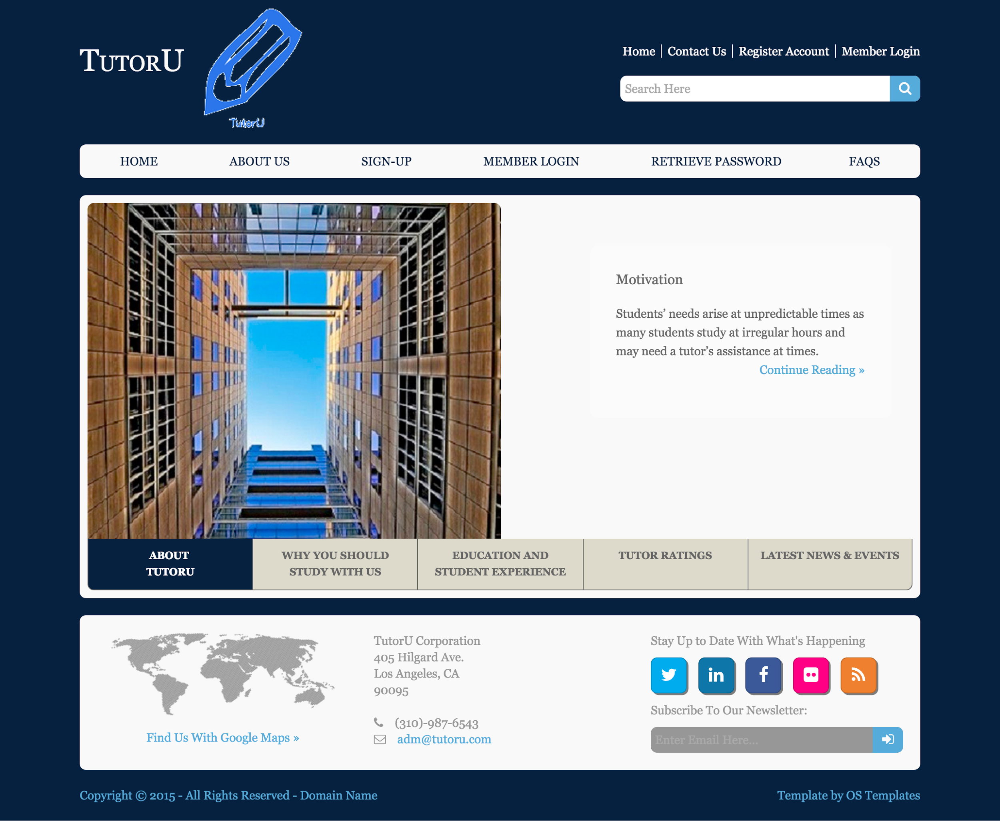 TUTORU
TutorU
Home
Contact Us
Register Account
Member Login
Search Here
HOME
ABOUT US
SIGN-UP
MEMBER LOGIN
RETRIEVE PASSWORD
FAQS
Motivation
Students’ needs arise at unpredictable times as
many students study at irregular hours and
may need a tutor’s assistance at times.
Continue Reading »
ABOUT
TUTORU
WHY YOU SHOULD
STUDY WITH US
EDUCATION AND
STUDENT EXPERIENCE
TUTOR RATINGS
LATEST NEWS & EVENTS
Find Us With Google Maps »
TutorU Corporation
405 Hilgard Ave.
Los Angeles, CA
90095
(310)-987-6543
adm@tutoru.com
Stay Up to Date With What's Happening
Subscribe To Our Newsletter:
Enter Email Here...
Copyright © 2015 - All Rights Reserved - Domain Name
Template by OS Templates